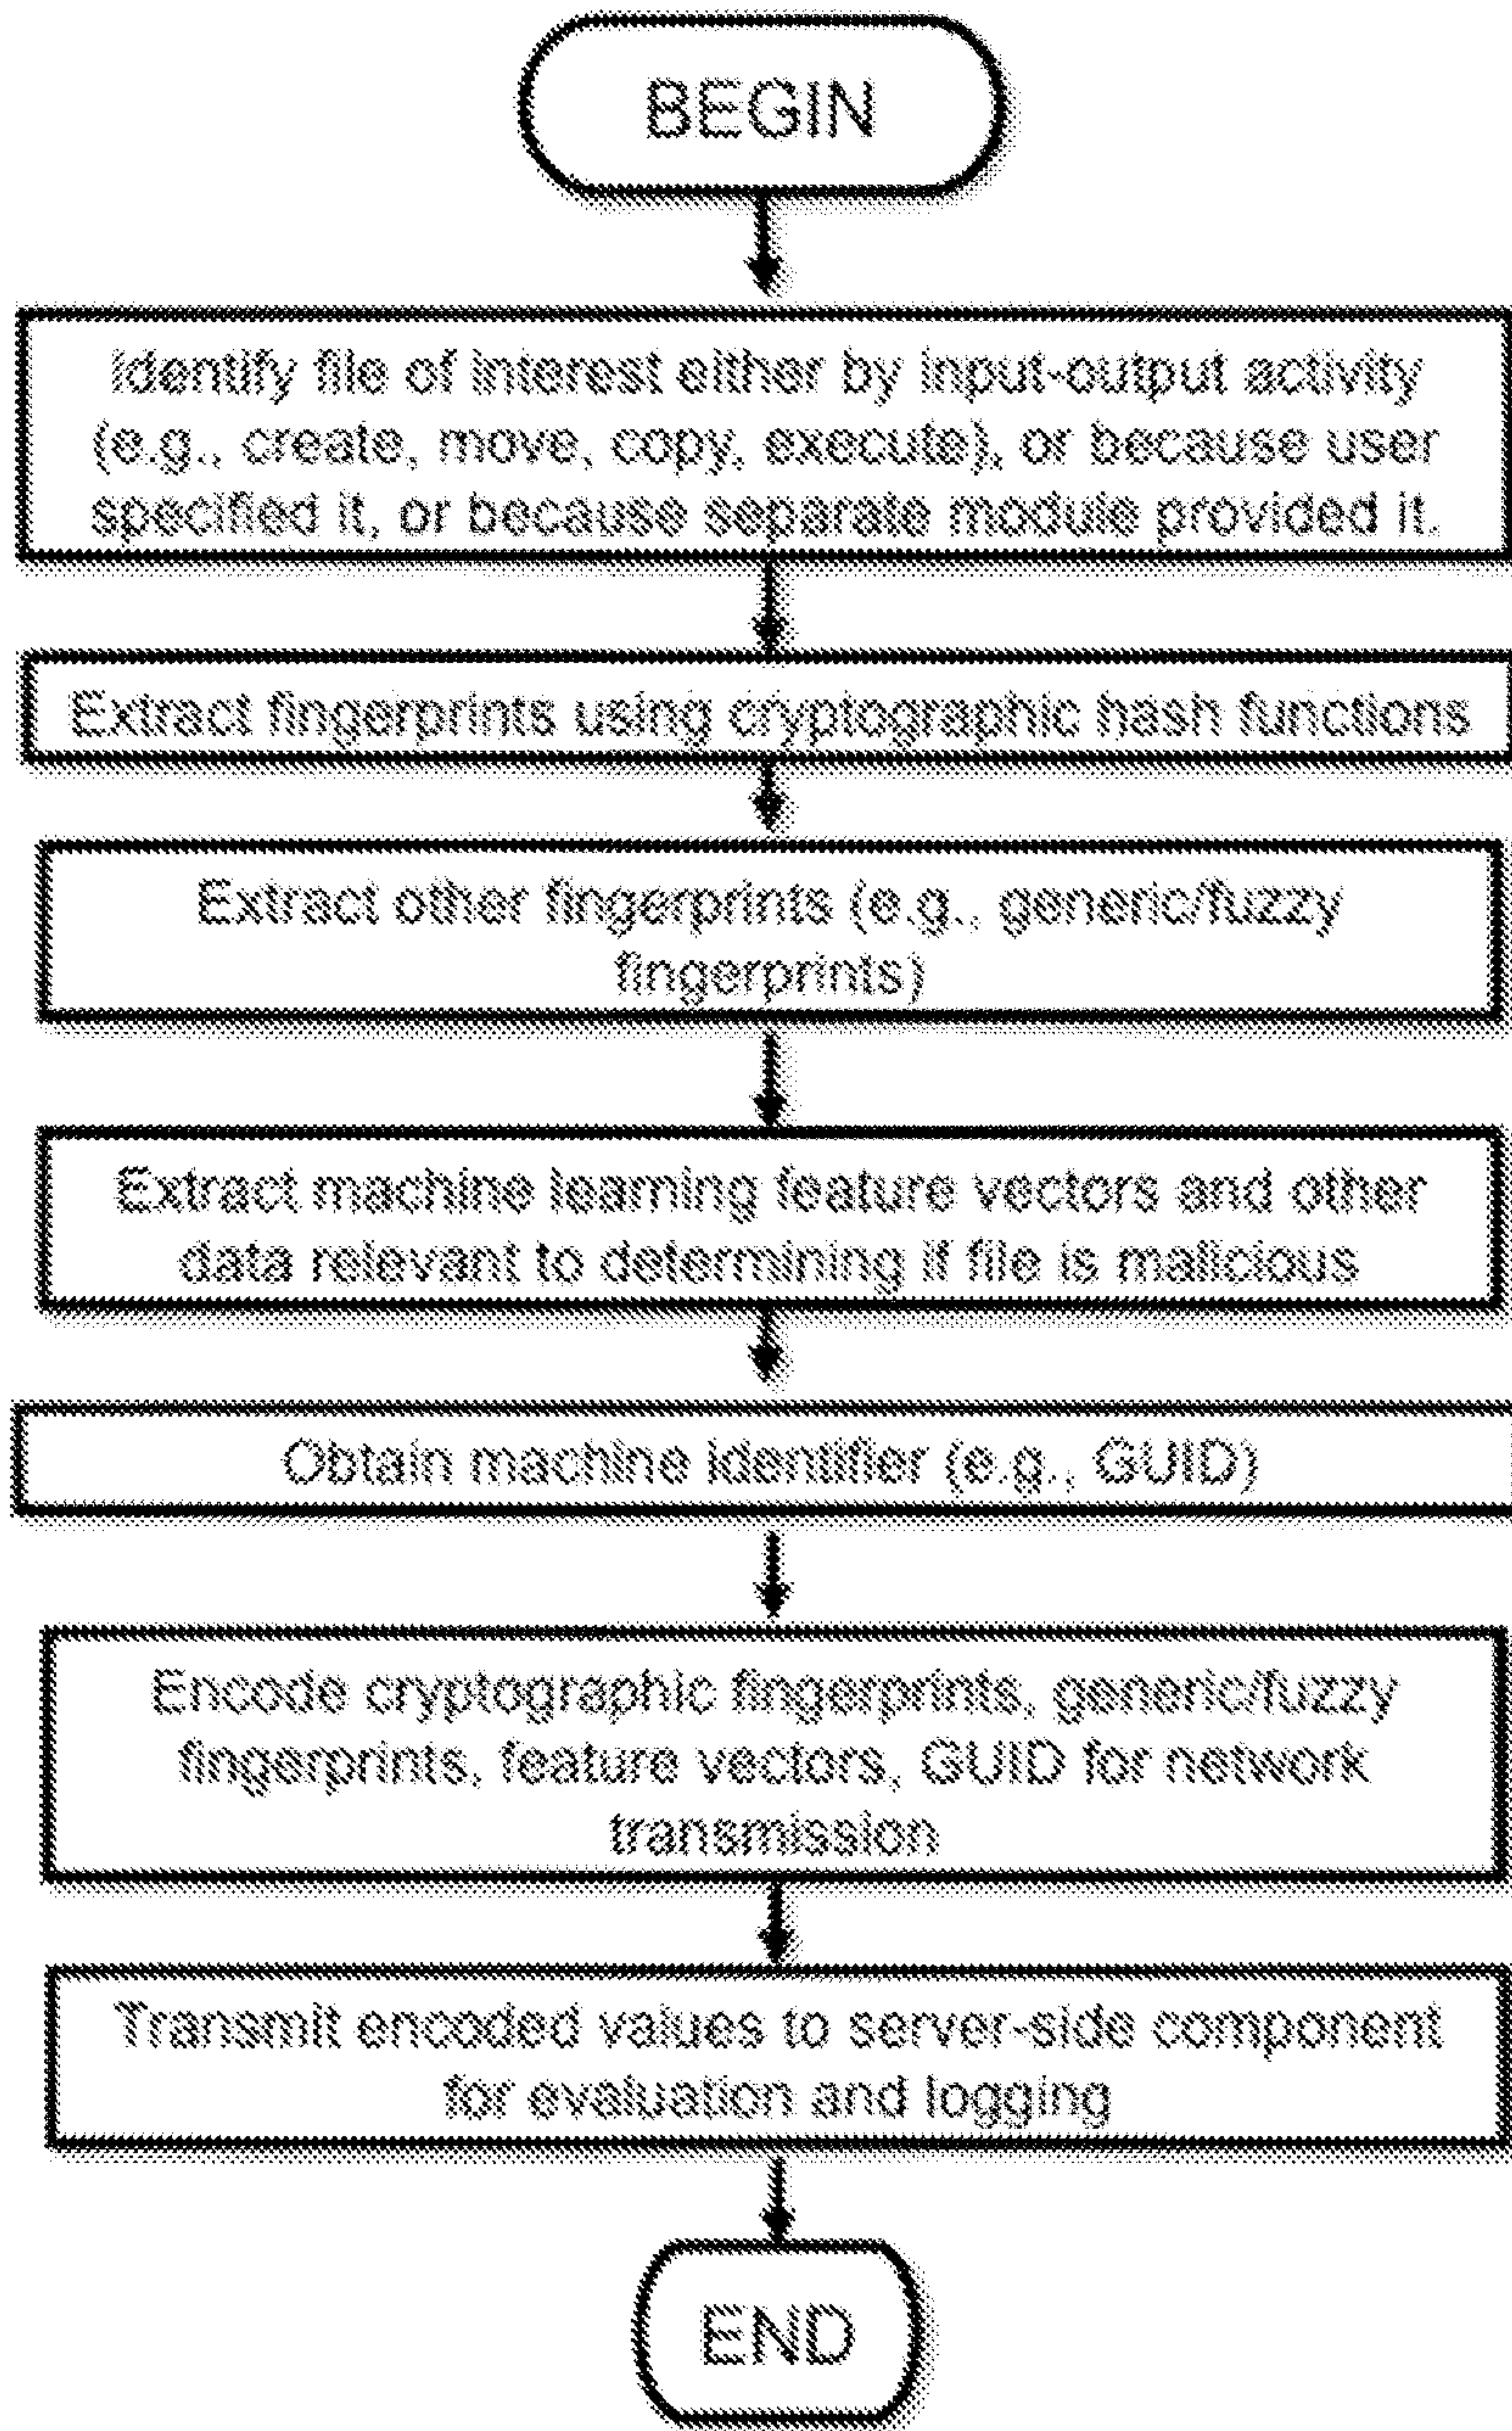 BEGIN
Identify file of interest either by input-output activity
(e.g., create, move, copy, execute), or because user
specified it, or because separate module provided it.
Extract fingerprints using cryptographic hash functions
Extract other fingerprints (e.g., generic/fuzzy
fingerprints)
Extract machine learning feature vectors and other
data relevant to determining if file is malicious
Obtain machine identifier (e.g., GUID)
Encode cryptographic fingerprints, generic/fuzzy
fingerprints, feature vectors, GUID for network
transmission
Transmit encoded values to server-side component
for evaluation and logging
END